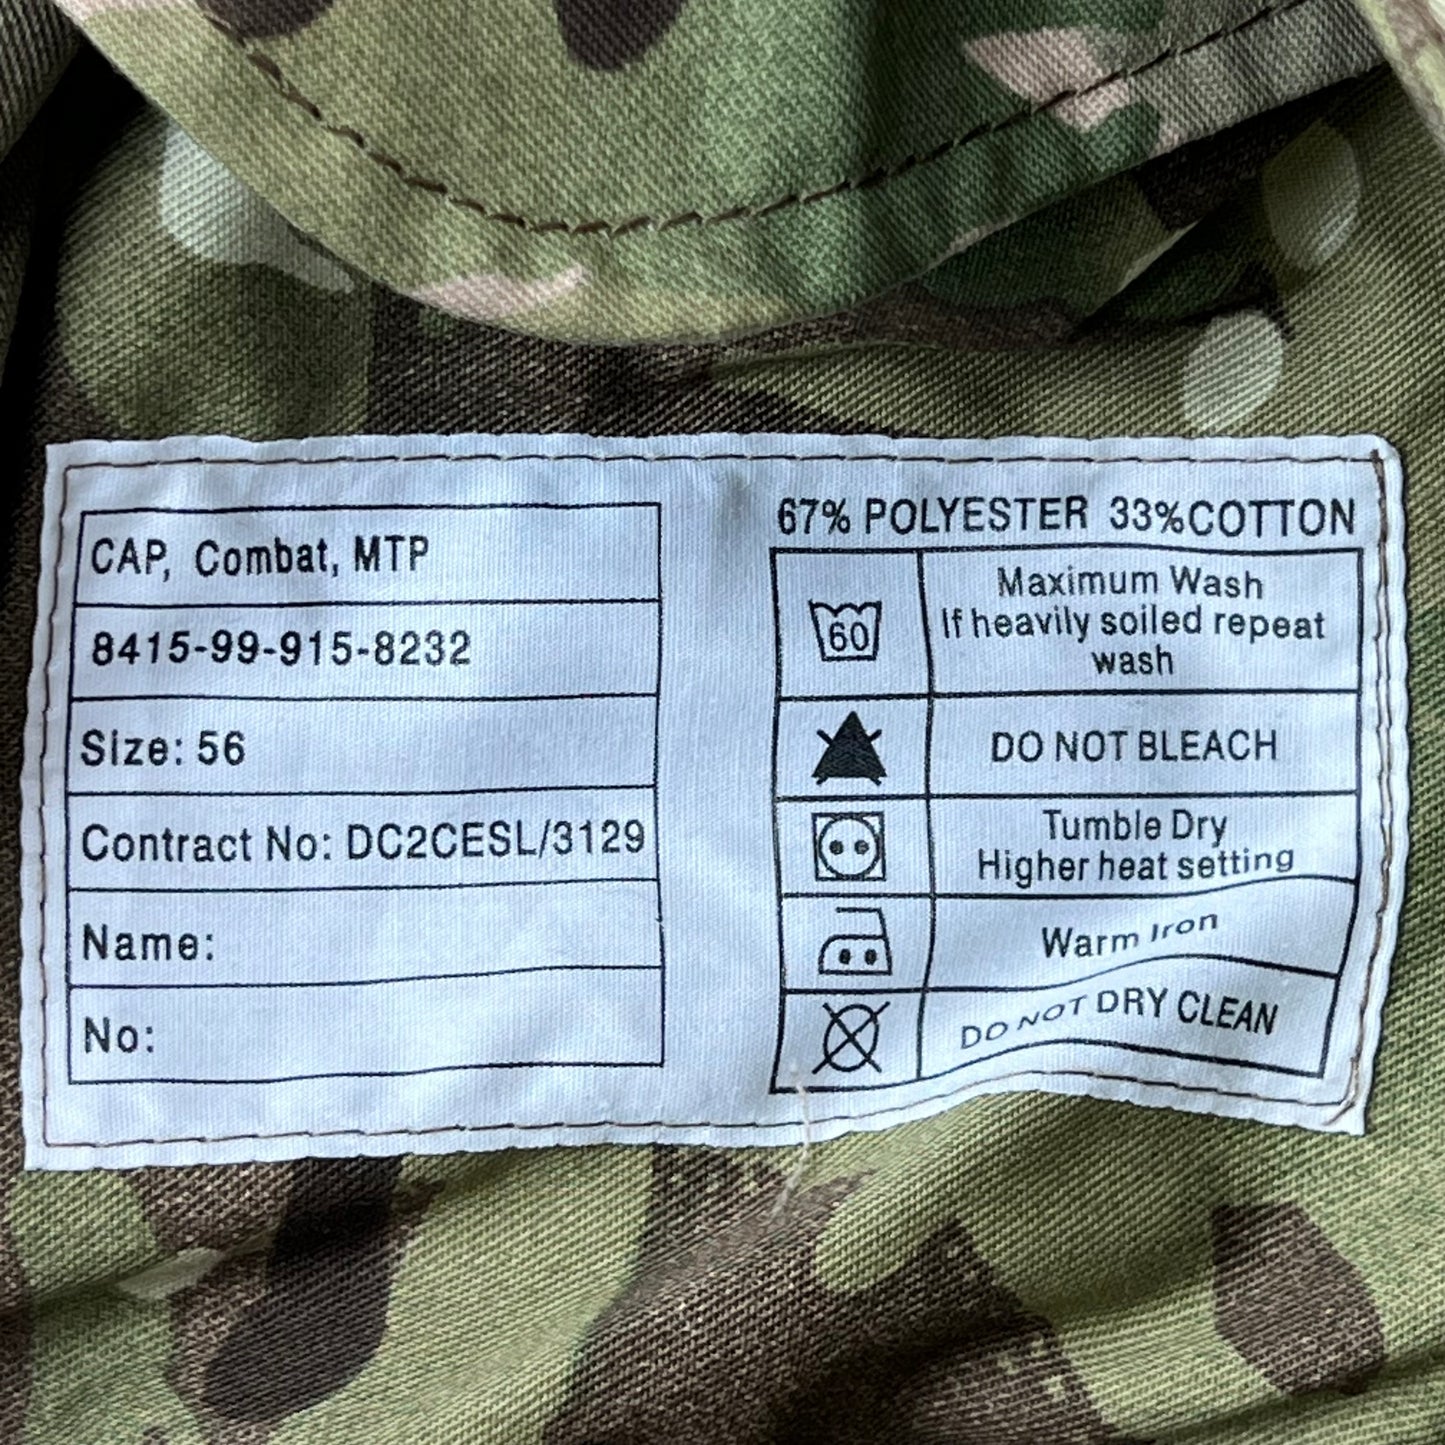 CAP, Combat, MTP
8415-99-915-8232
Size: 56
Contract No: DC2CESL/3129
Name:
No:
67% POLYESTER 33%COTTON
60
Maximum Wash
If heavily soiled repeat
wash
DO NOT BLEACH
Tumble Dry
Higher heat setting
Warm Iron
DO NOT DRY CLEAN